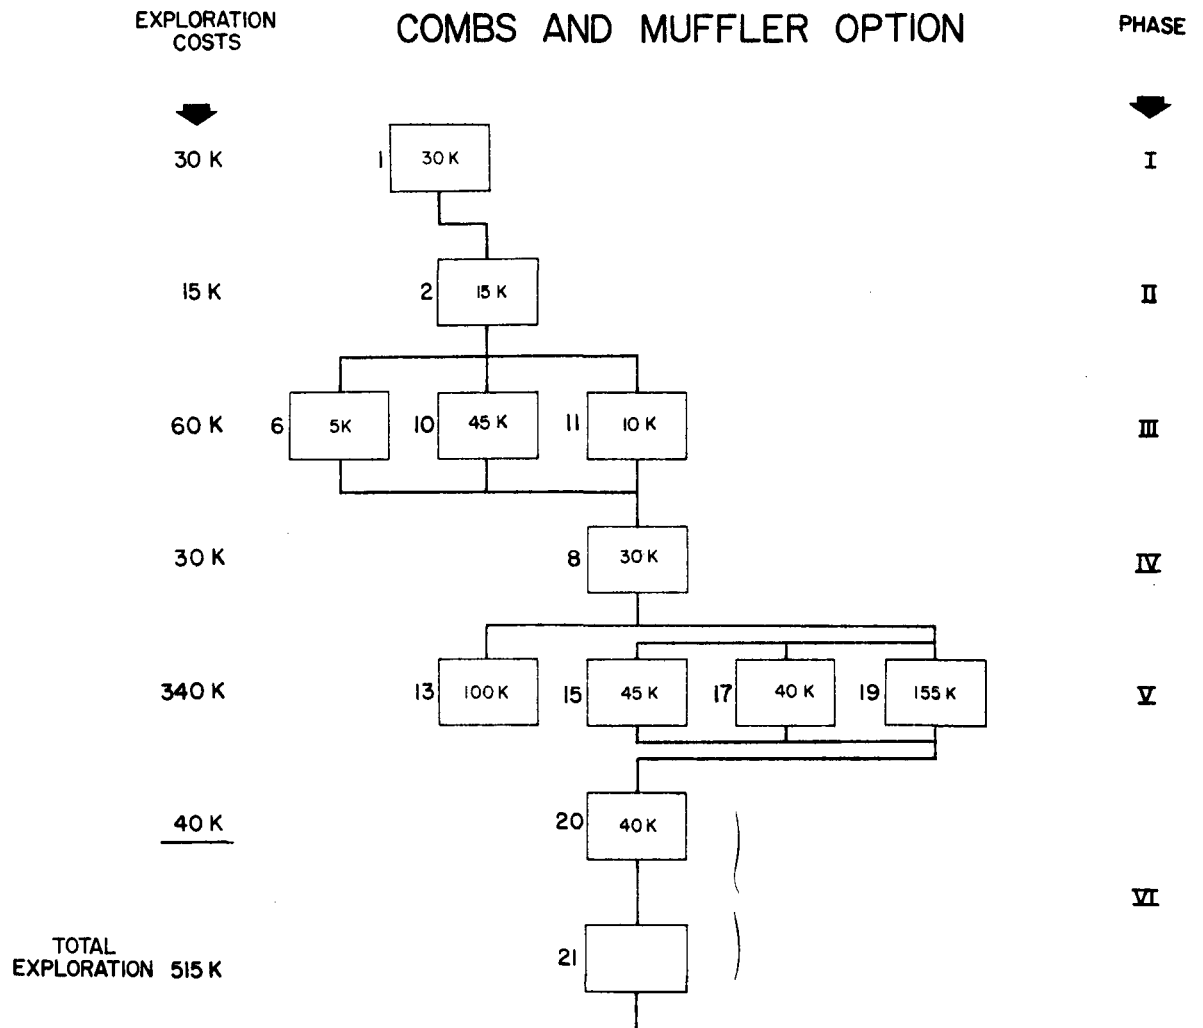 EXPLORATION COSTS
COMBS AND MUFFLER OPTION
PHASE
30 K
1
30 K
I
15 K
2
15 K
II
60 K
6
5K
10
45 K
11
10 K
III
30 K
8
30 K
IV
340 K
13
100 K
15
45 K
17
40 K
19
155 K
V
40 K
20
40 K
VI
TOTAL
EXPLORATION 515 K
21